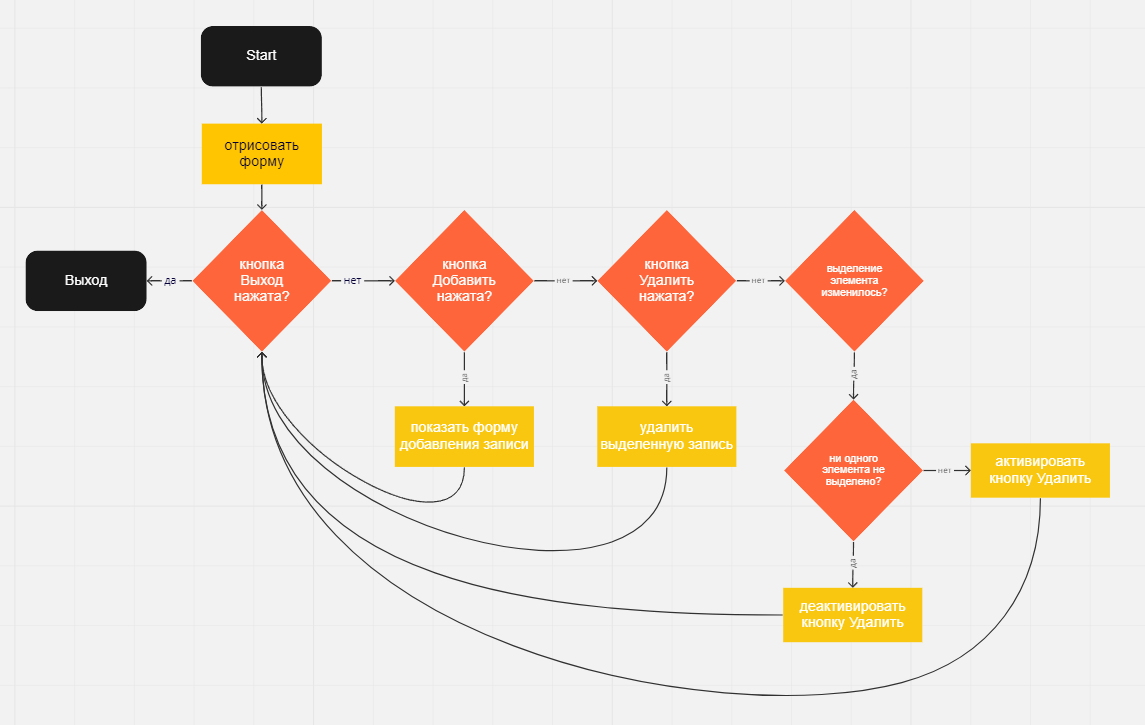 Start
отрисовать
форму
Выход
да
кнопка
Выход
нажата?
нет
кнопка
Добавить
нажата?
нет
кнопка
Удалить
нажата?
нет
выделение
элемента
изменилось?
да
да
да
показать форму
добавления записи
удалить
выделенную запись
ни одного
элемента не
выделено?
нет
активировать
кнопку Удалить
да
деактивировать
кнопку Удалить